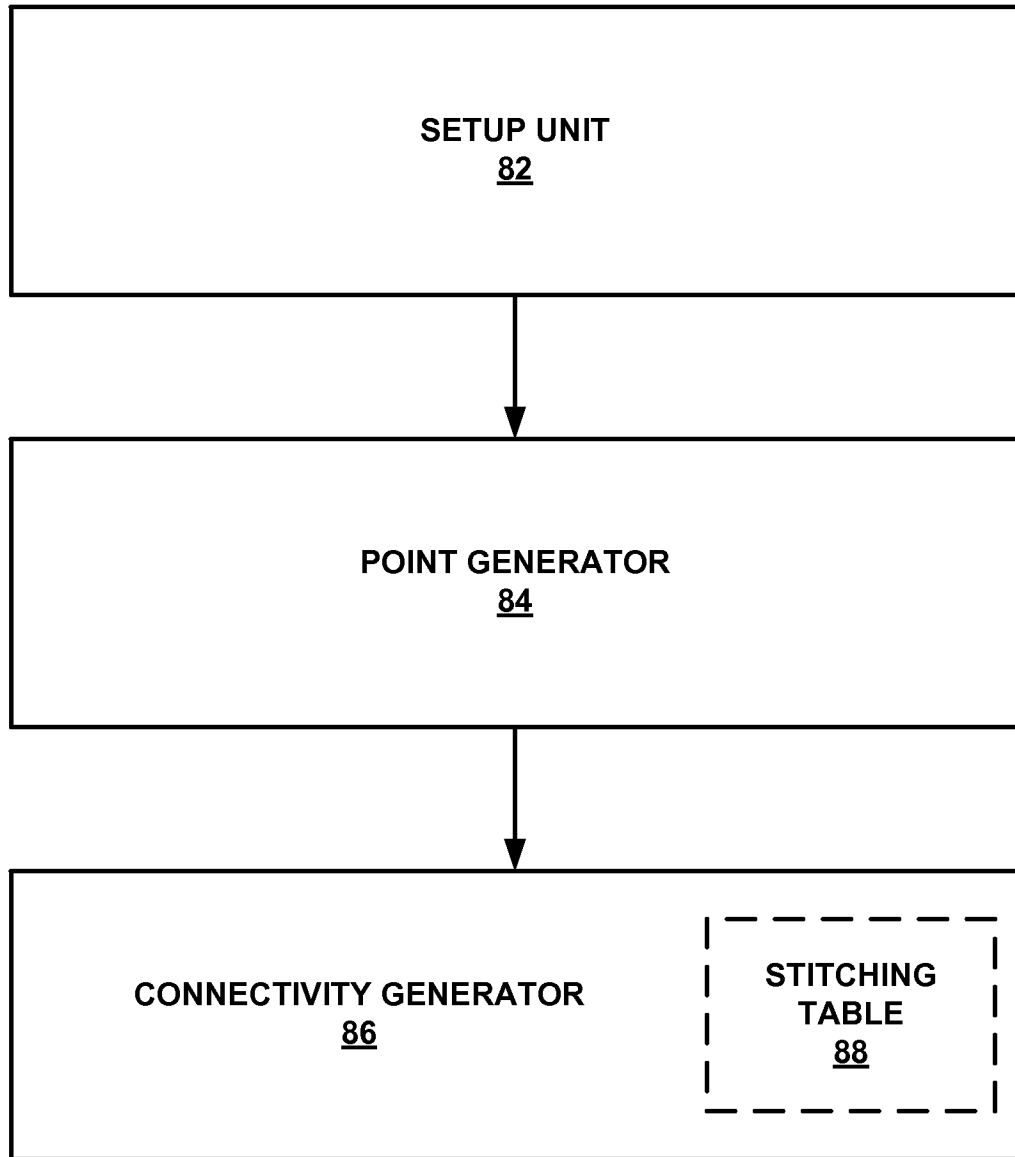 SETUP UNIT
82
POINT GENERATOR
84
CONNECTIVITY GENERATOR
86
STITCHING
TABLE
88